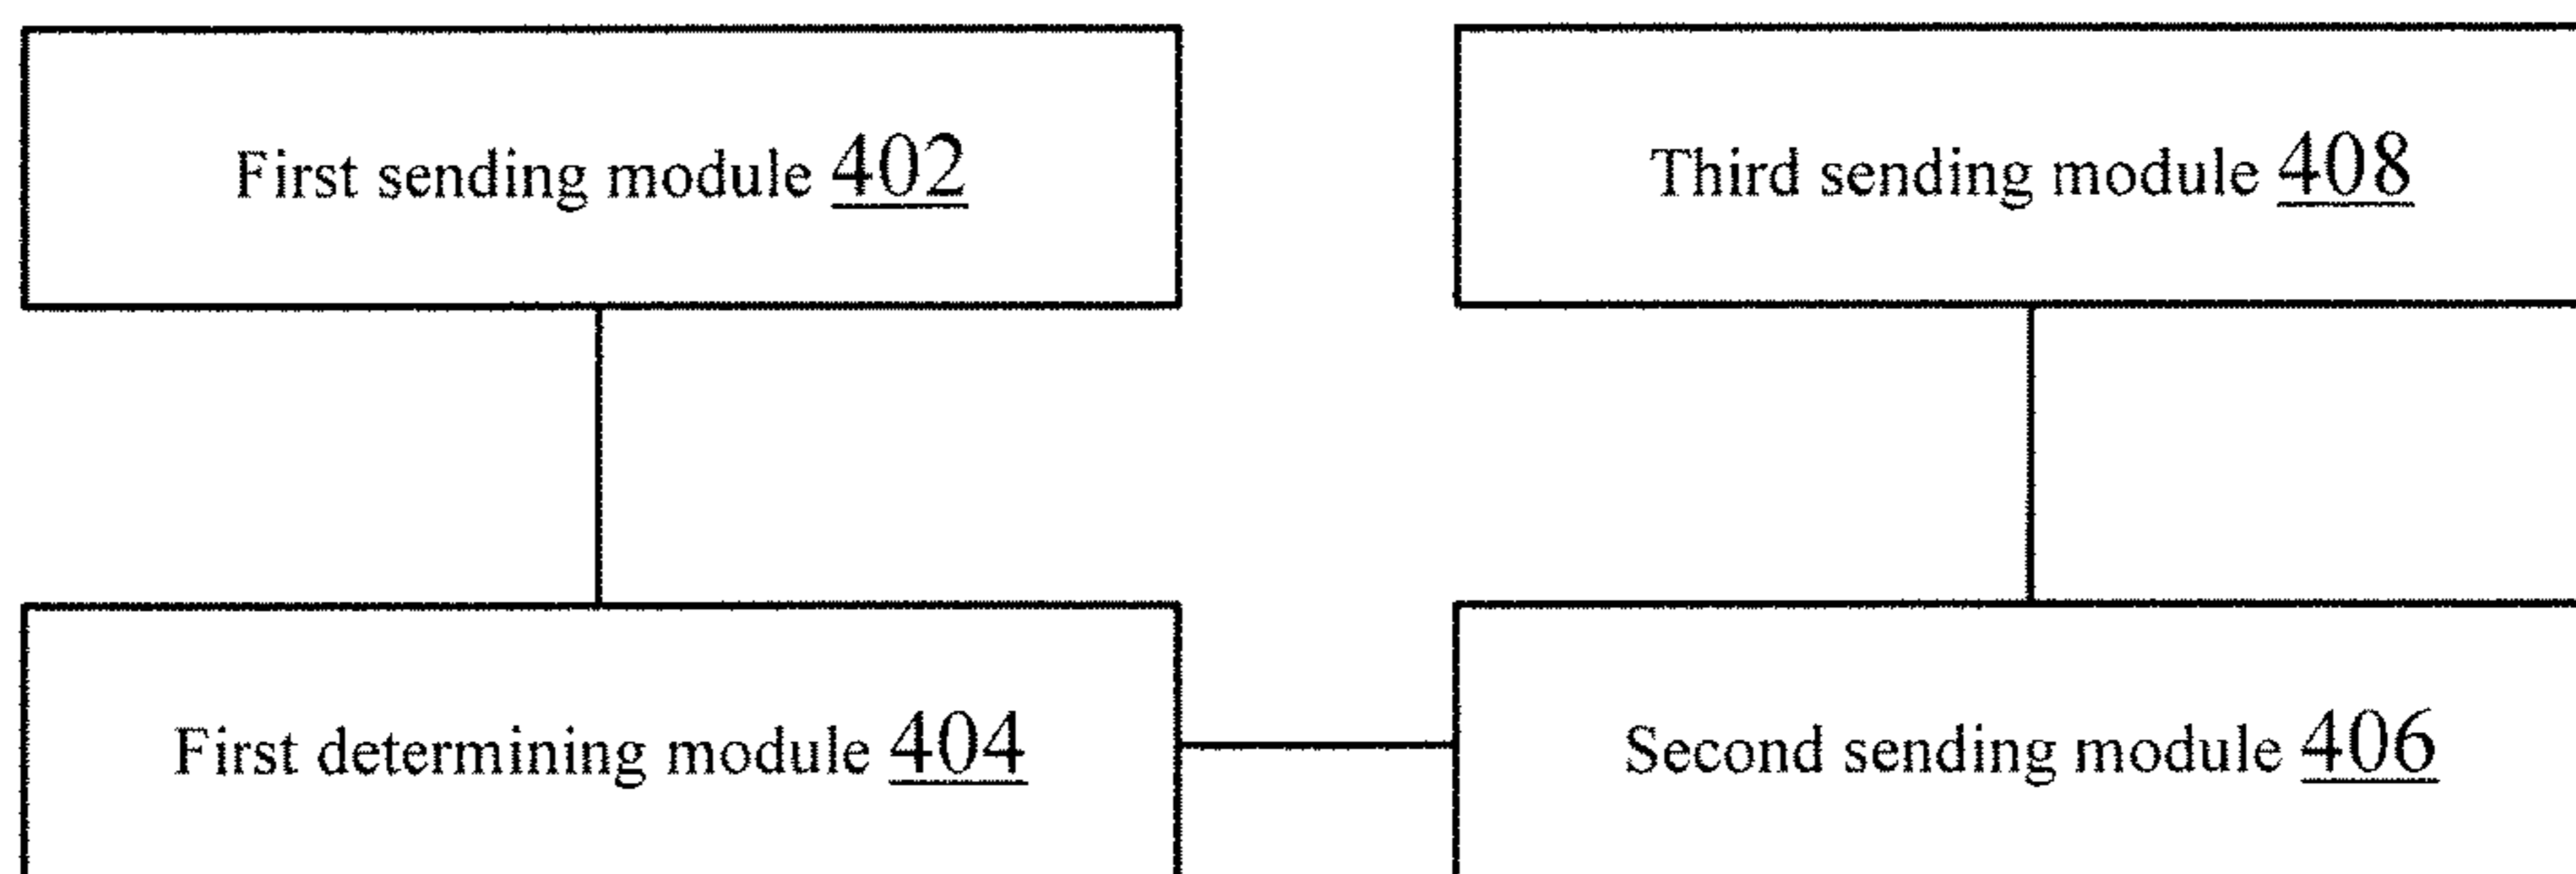 First sending module 402
Third sending module 408
First determining module 404
Second sending module 406